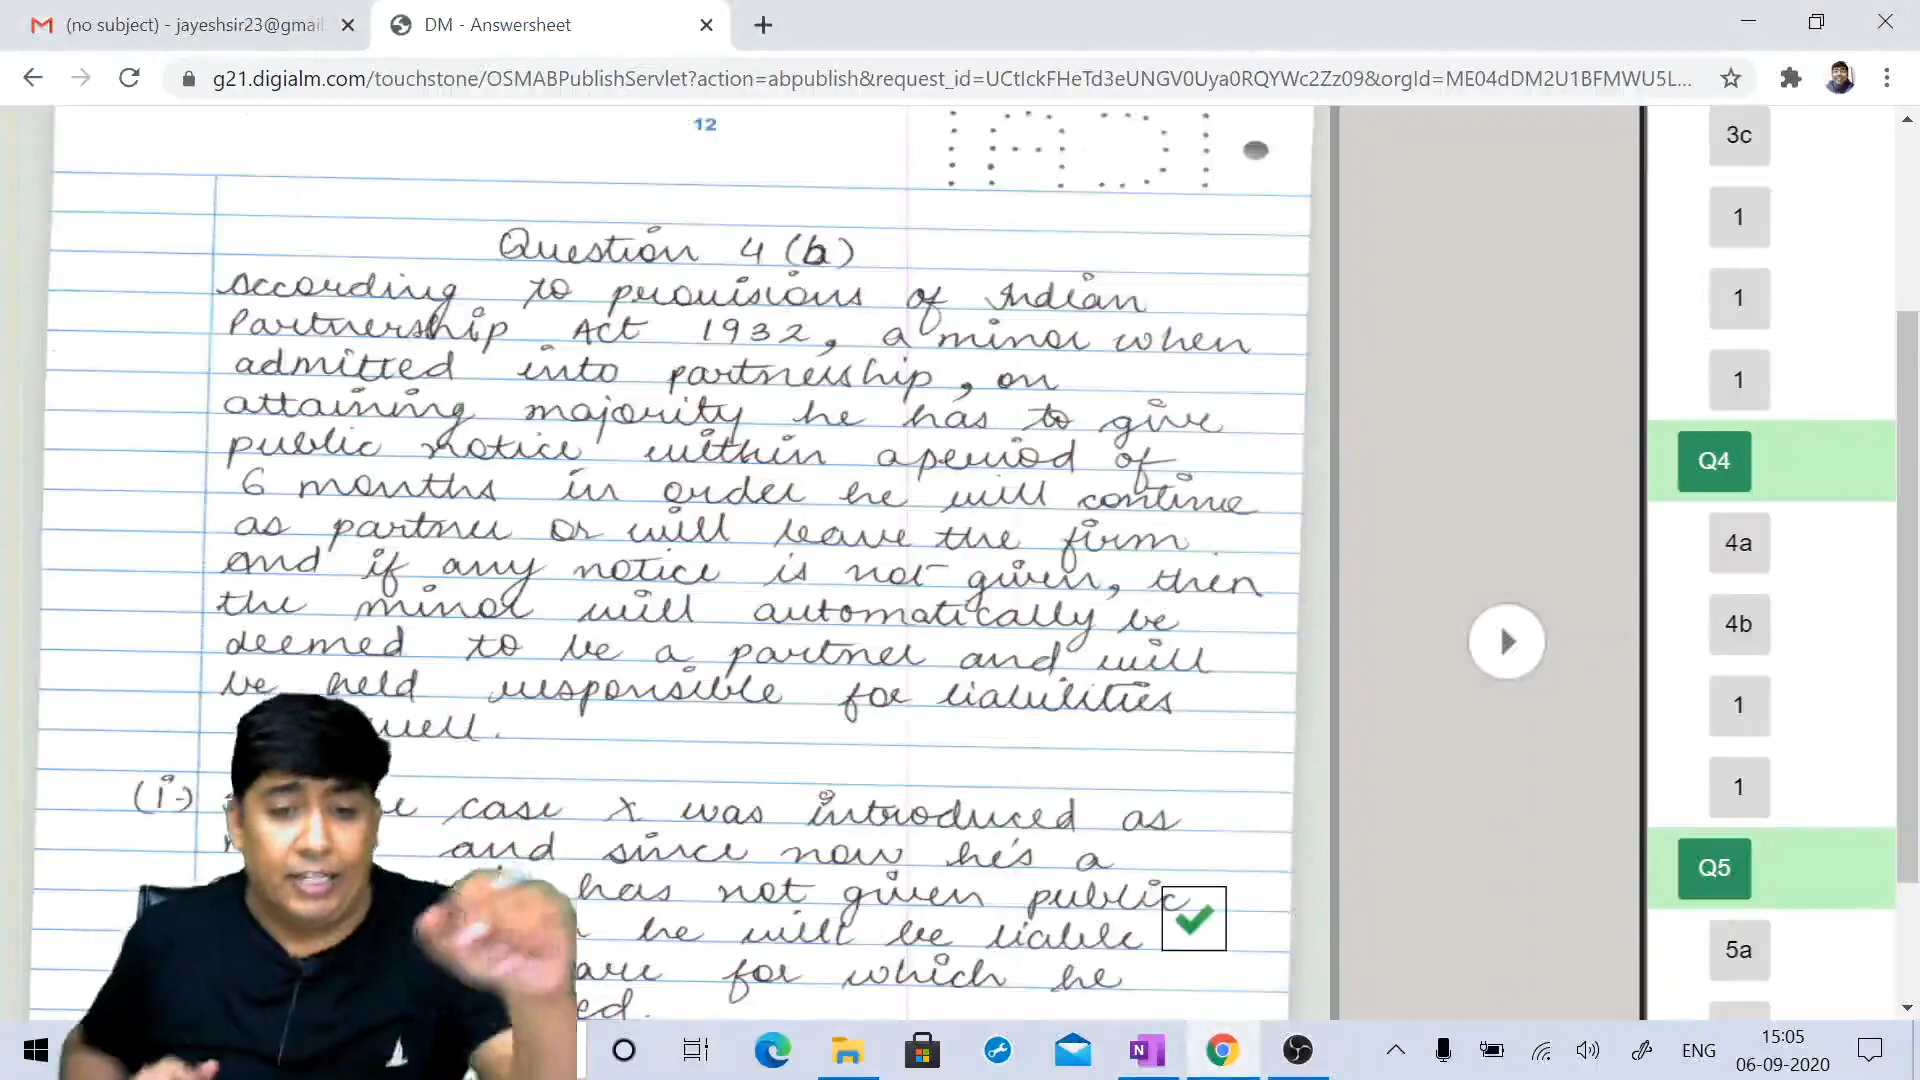 (no subject) - jayeshsir23@gmail
DM - Answersheet
g21.digialm.com/touchstone/OSMABPublishServlet?action=abpublish&request_id=UCtIckFHeTd3eUNGV0Uya0RQYWc2Zz09&orgId=ME04dDM2U1BFMWU5L...
12
Question 4 (b)
According to provisions of Indian
Partnership Act 1932, a minor when
admitted into partnership, on
attaining majority he has to give
public notice within a period of
6 months in order he will continue
as partner or will leave the firm.
And if any notice is not given, then
the minor will automatically be
deemed to be a partner and will
be held responsible for liabilities
well.
(i) case X was introduced as
and since now he's a
has not given public
he will be liable
for which he
3c
1
1
1
Q4
4a
4b
1
1
Q5
5a
ENG
15:05
06-09-2020